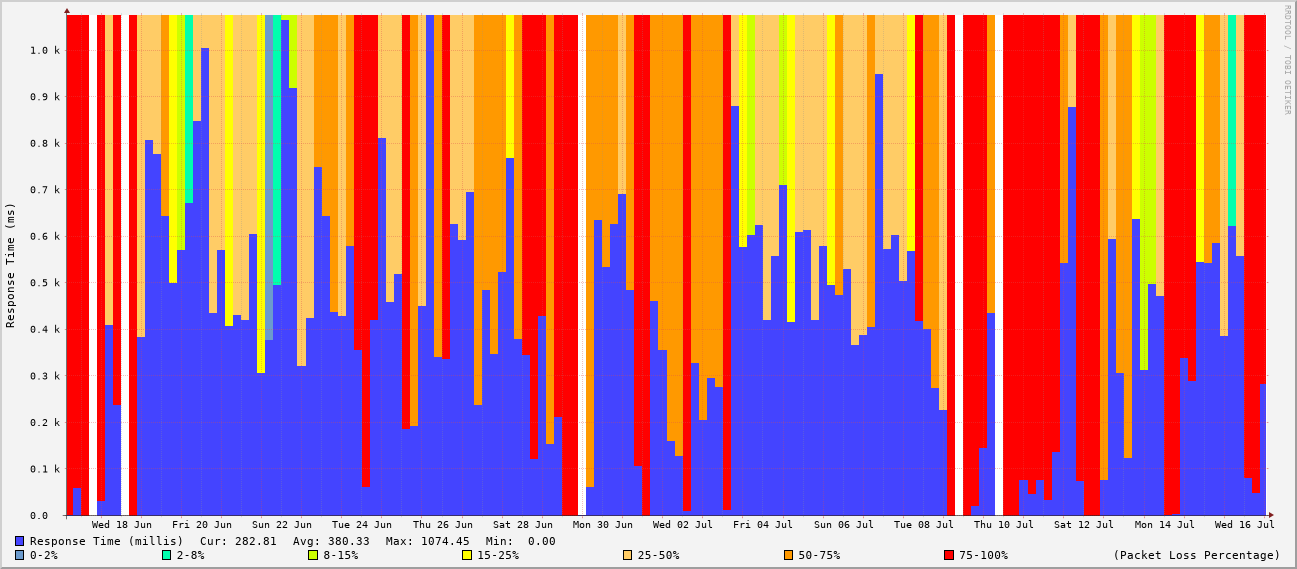 RRDTOOL / TOBI OETIKER
Response Time (ms)
1.0 k
0.9 k
0.8 k
0.7 k
0.6 k
0.5 k
0.4 k
0.3 k
0.2 k
0.1 k
0.0
Wed 18 Jun Fri 20 Jun Sun 22 Jun Tue 24 Jun Thu 26 Jun Sat 28 Jun Mon 30 Jun Wed 02 Jul Fri 04 Jul Sun 06 Jul Tue 08 Jul Thu 10 Jul Sat 12 Jul Mon 14 Jul Wed 16 Jul
Response Time (millis) Cur: 282.81 Avg: 380.33 Max: 1074.45 Min: 0.00
0-2% 2-8% 8-15% 15-25% 25-50% 50-75% 75-100% (Packet Loss Percentage)